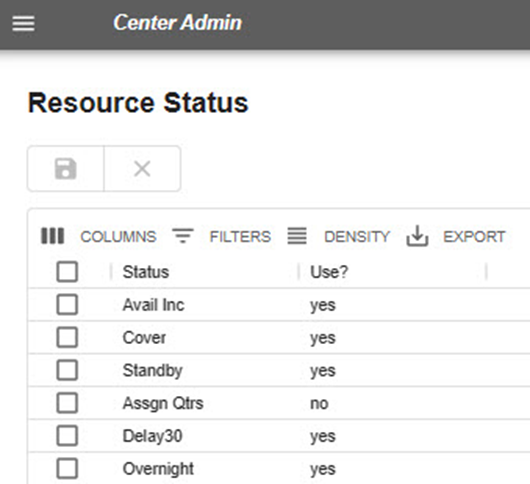 Center Admin
Resource Status
COLUMNS FILTERS DENSITY EXPORT
Status Use?
Avail Inc yes
Cover yes
Standby yes
Assgn Qtrs no
Delay30 yes
Overnight yes